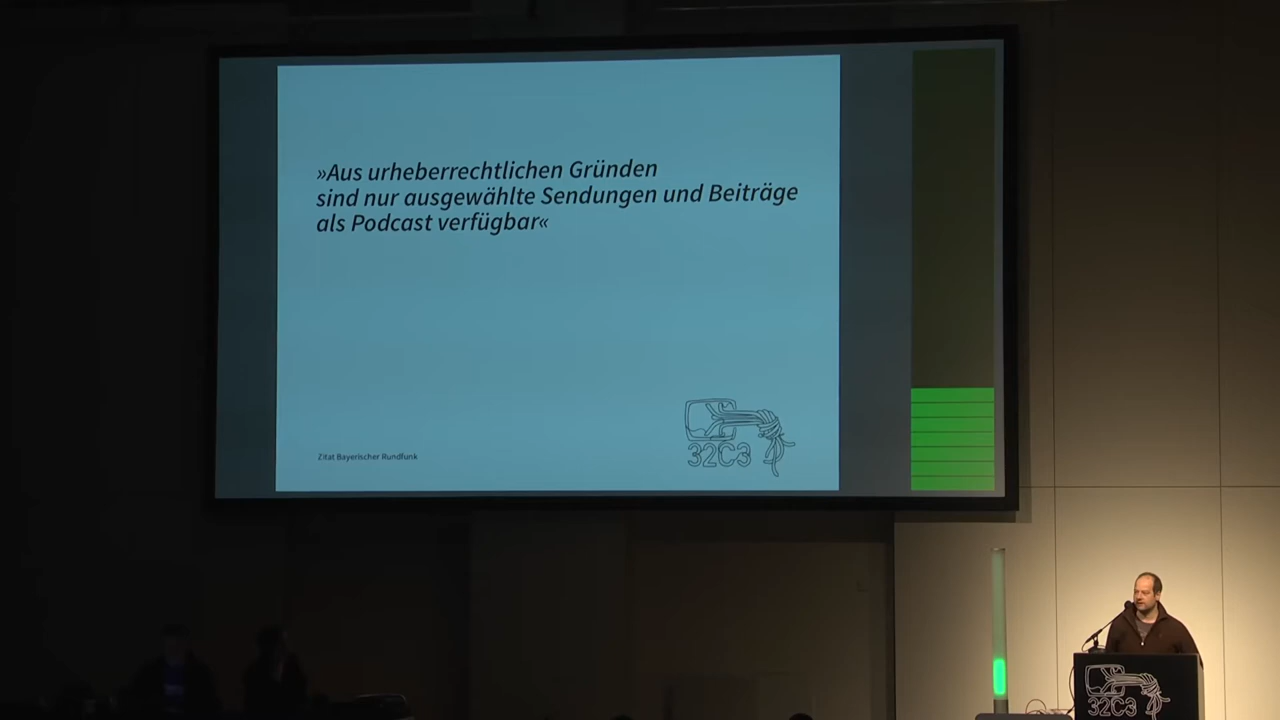 »Aus urheberrechtlichen Gründen
sind nur ausgewählte Sendungen und Beiträge
als Podcast verfügbar«
Zitat Bayerischer Rundfunk
32C3
32C3